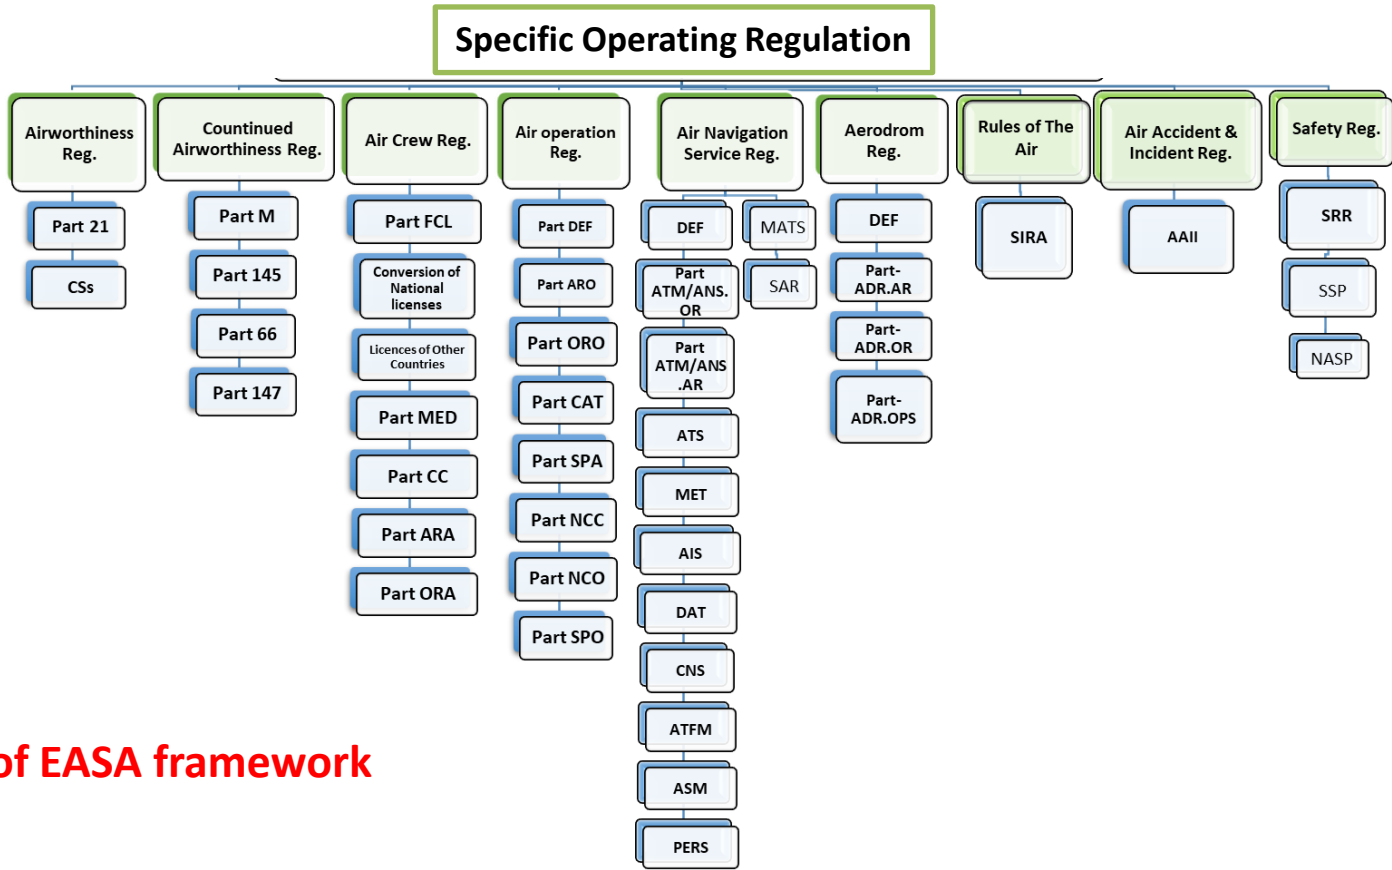 Specific Operating Regulation
Airworthiness
Reg.
Part 21
CSs
Countinued
Airworthiness Reg.
Part M
Part 145
Part 66
Part 147
Air Crew Reg.
Part FCL
Conversion of
National
licenses
Licences of Other
Countries
Part MED
Part CC
Part ARA
Part ORA
Air operation
Reg.
Part DEF
Part ARO
Part ORO
Part CAT
Part SPA
Part NCC
Part NCO
Part SPO
Air Navigation
Service Reg.
DEF
Part
ATM/ANS.
OR
Part
ATM/ANS
.AR
ATS
MET
AIS
DAT
CNS
ATFM
ASM
PERS
MATS
SAR
Aerodrom
Reg.
DEF
Part-
ADR.AR
Part-
ADR.OR
Part-
ADR.OPS
Rules of The
Air
SIRA
Air Accident &
Incident Reg.
AAII
Safety Reg.
SRR
SSP
NASP
of EASA framework